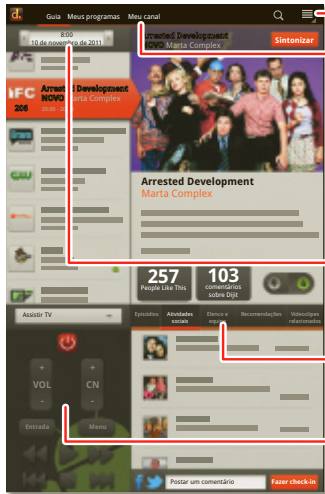 d.
Guia Meus programas Meu canal
8:00
10 de novembro de 2011
Arrested Development
NOVO Marta Complex
Sintonizar
IFC
206
Arrested Development
NOVO Marta Complex
Arrested Development
Marta Complex
257
People Like This
103
comentários
sobre Dijit
Assistir TV
Episódios
Atividades
sociais
Elenco e
equipe
Recomendações
Videoclipes
relacionados
+ +
VOL CN
- -
Entrada Menu
Postar um comentário
Fazer check-in